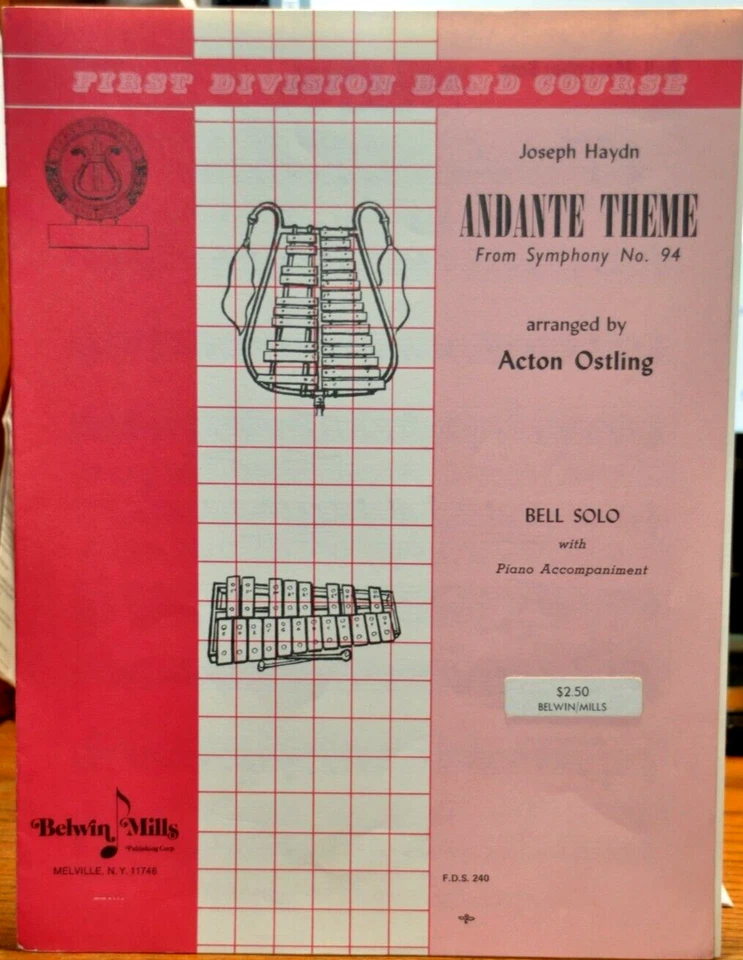 FIRST DIVISION BAND COURSE
Joseph Haydn
ANDANTE THEME
From Symphony No. 94
arranged by
Acton Ostling
BELL SOLO
with
Piano Accompaniment
$2.50
BELWIN/MILLS
Belwin Mills
Publishing Corp.
MELVILLE, N. Y. 11746
F.D.S. 240